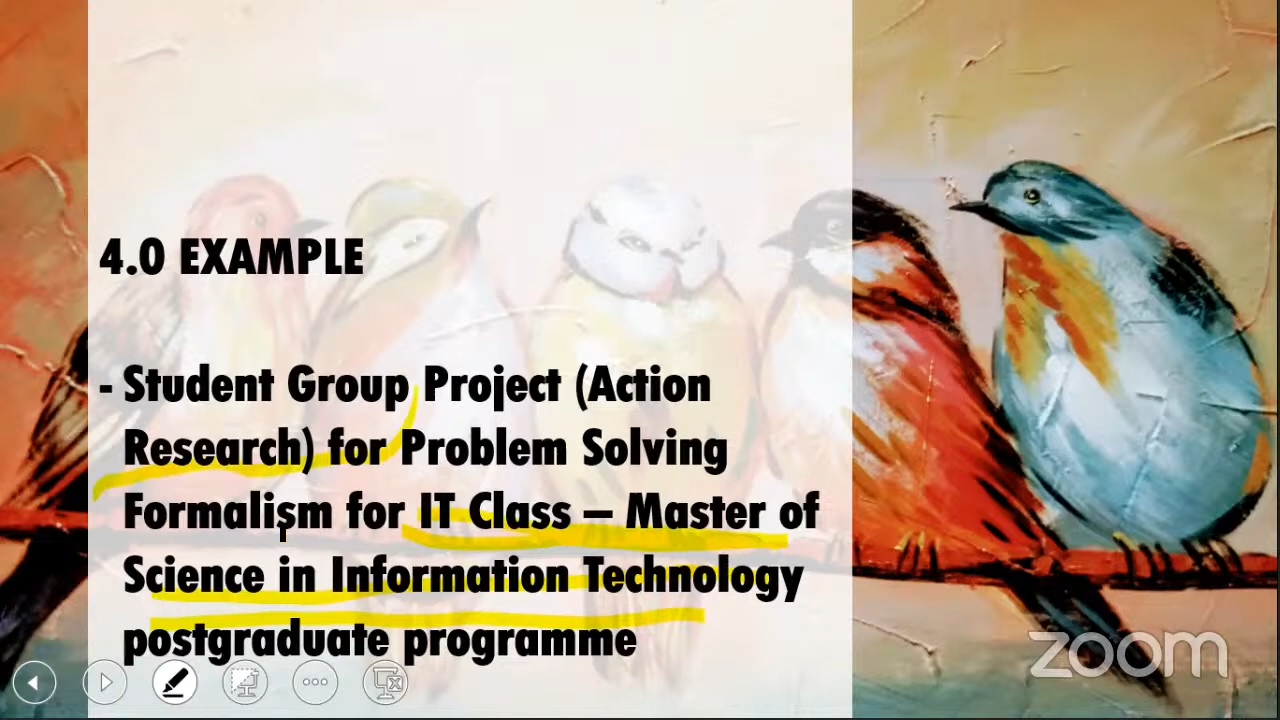 4.0 EXAMPLE
- Student Group Project (Action
Research) for Problem Solving
Formalism for IT Class – Master of
Science in Information Technology
postgraduate programme
zoom